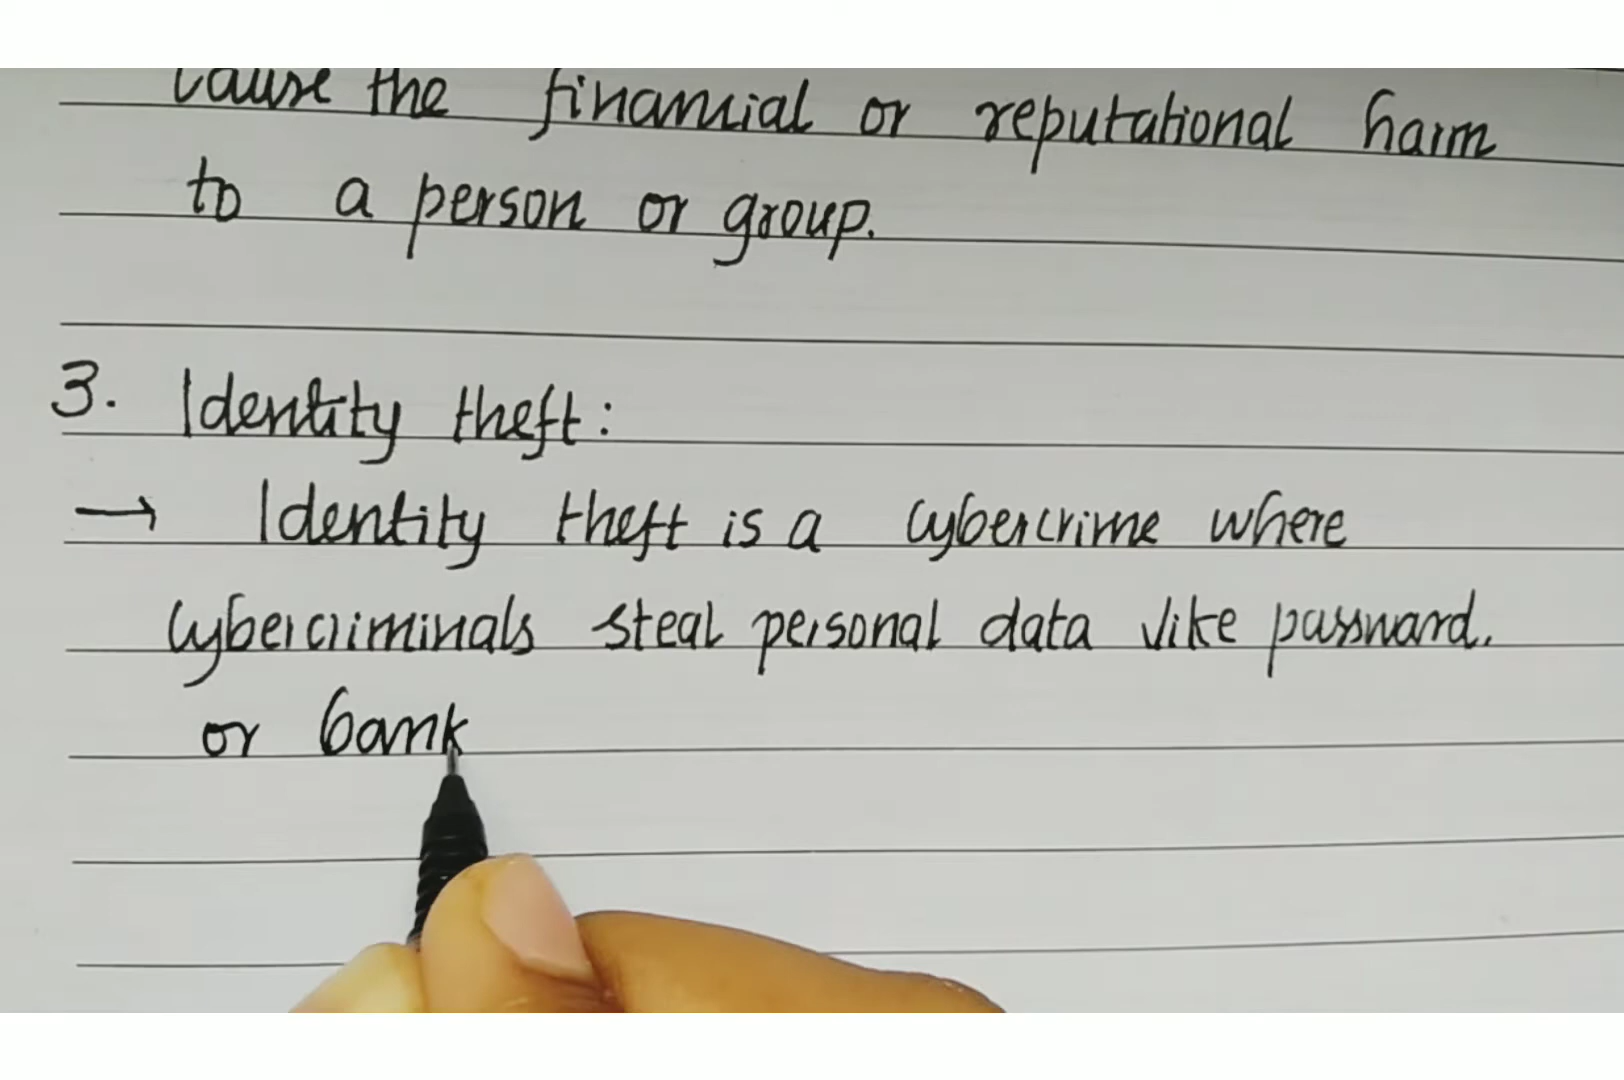 cause the financial or reputational harm
to a person or group.
3. Identity theft:
→ Identity theft is a cybercrime where
cybercriminals steal personal data like password.
or bank